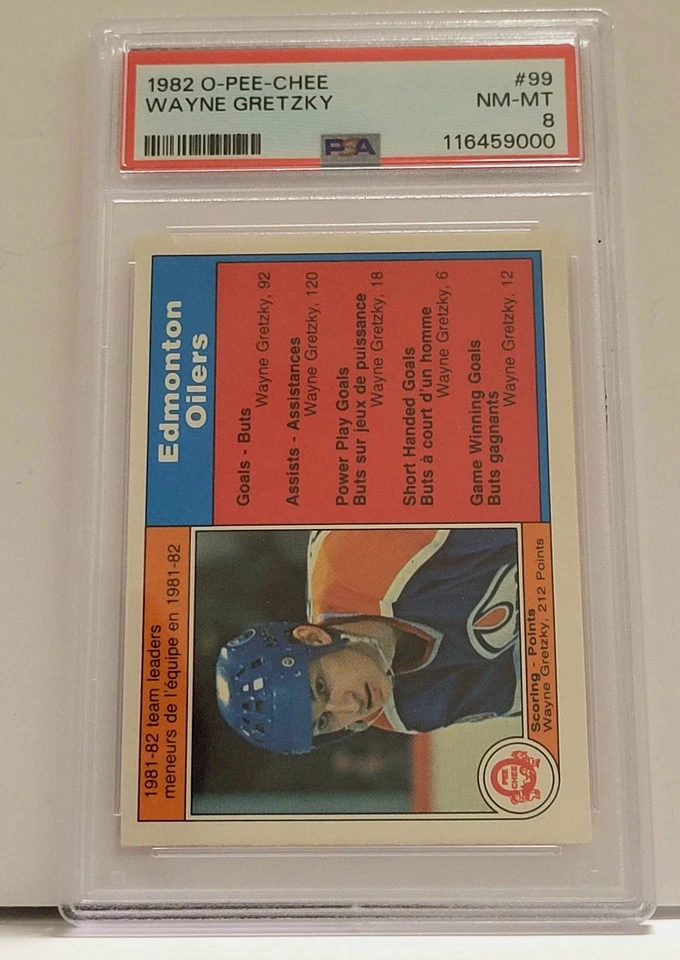 1982 O-PEE-CHEE
WAYNE GRETZKY
#99
NM-MT
8
PSA
116459000
Edmonton
Oilers
1981-82 team leaders
meneurs de l'équipe en 1981-82
Goals - Buts
Wayne Gretzky, 92
Assists - Assistances
Wayne Gretzky, 120
Power Play Goals
Buts sur jeux de puissance
Wayne Gretzky, 18
Short Handed Goals
Buts à court d'un homme
Wayne Gretzky, 6
Game Winning Goals
Buts gagnants
Wayne Gretzky, 12
Scoring - Points
Wayne Gretzky, 212 Points
O
PEE
CHEE